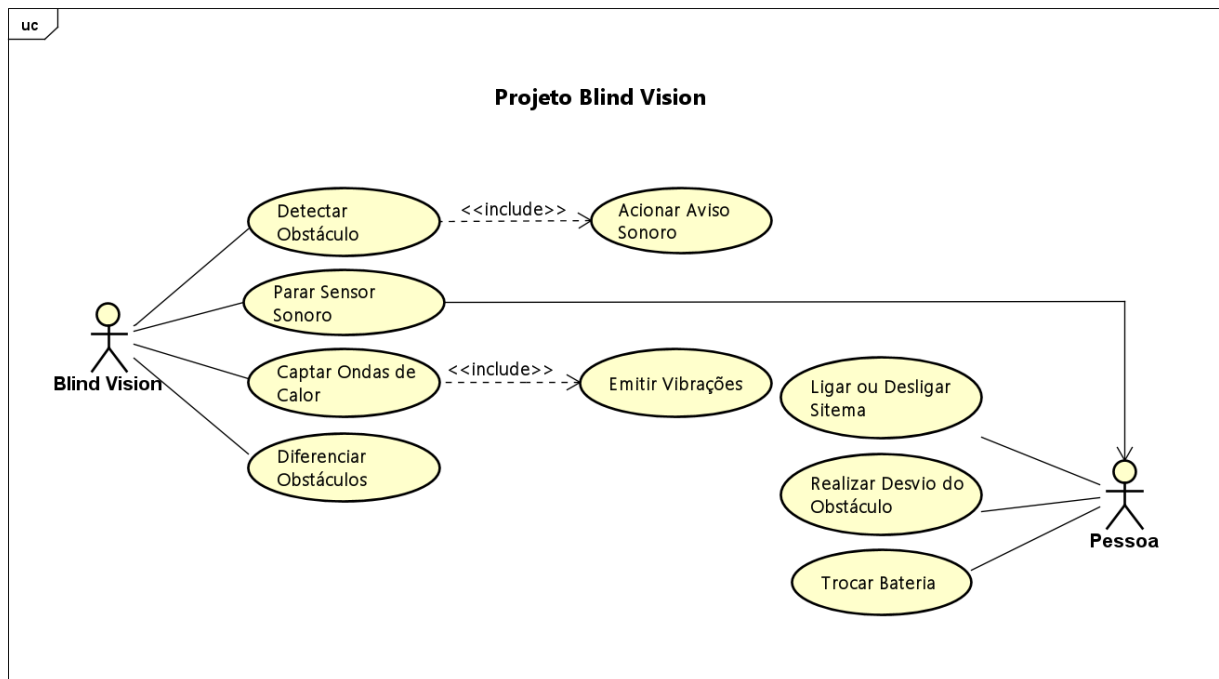 uc
Projeto Blind Vision
Detectar
Obstáculo
<<include>>
Acionar Aviso
Sonoro
Parar Sensor
Sonoro
Blind Vision
Captar Ondas de
Calor
<<include>>
Emitir Vibrações
Ligar ou Desligar
Sitema
Diferenciar
Obstáculos
Realizar Desvio do
Obstáculo
Pessoa
Trocar Bateria